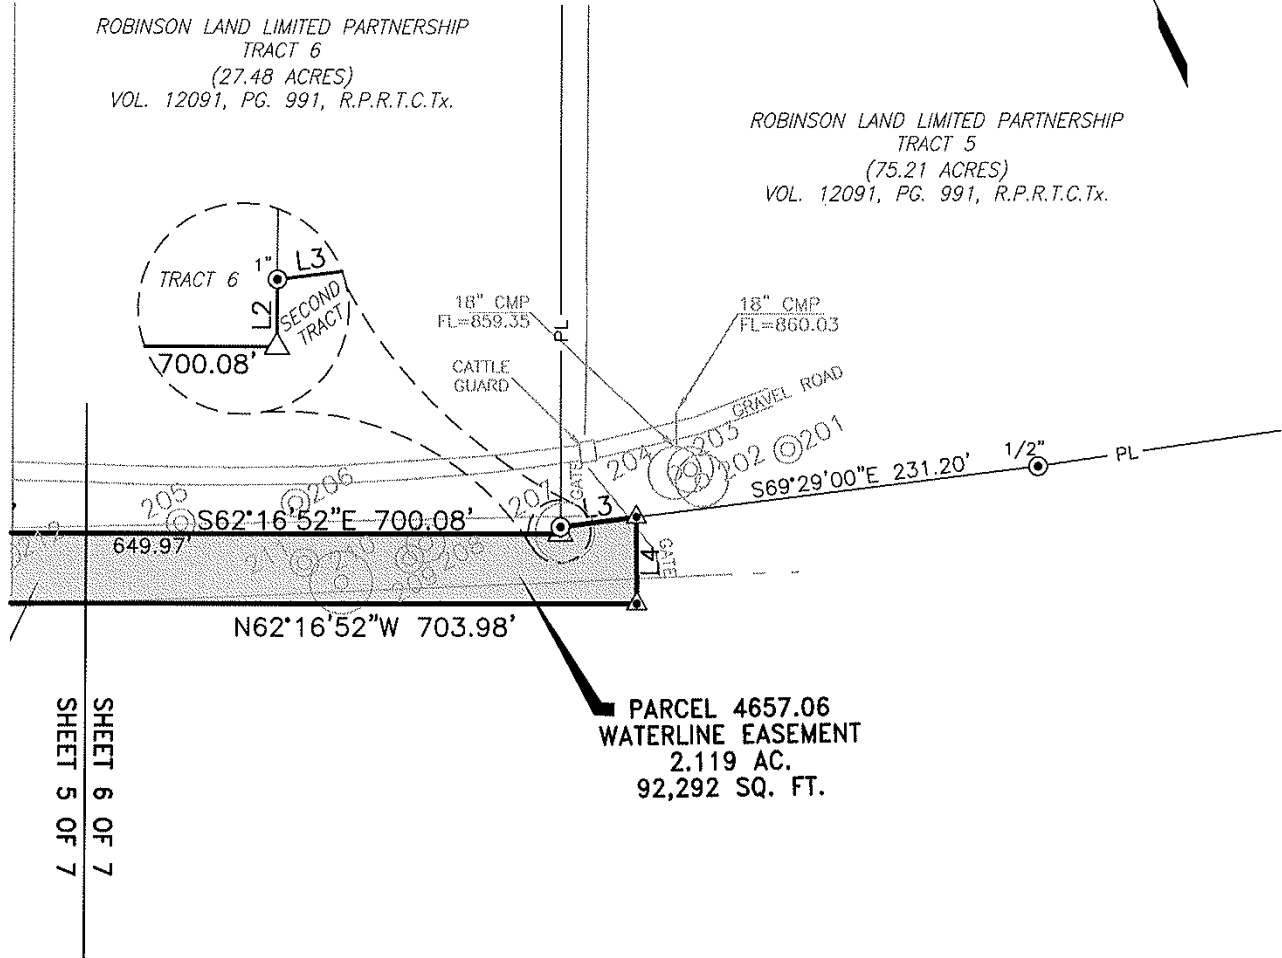 ROBINSON LAND LIMITED PARTNERSHIP
TRACT 6
(27.48 ACRES)
VOL. 12091, PG. 991, R.P.R.T.C.Tx.
ROBINSON LAND LIMITED PARTNERSHIP
TRACT 5
(75.21 ACRES)
VOL. 12091, PG. 991, R.P.R.T.C.Tx.
TRACT 6
1"
L3
L2
SECOND
TRACT
700.08'
18" CMP
FL=859.35
PL
18" CMP
FL=860.03
CATTLE
GUARD
GRAVEL ROAD
201
203
202
204
1/2"
PL
S69°29'00"E 231.20'
205
206
207
GATE
L3
S62°16'52"E 700.08'
649.97'
211
210
209
208
L4
GATE
N62°16'52"W 703.98'
PARCEL 4657.06
WATERLINE EASEMENT
2.119 AC.
92,292 SQ. FT.
SHEET 6 OF 7
SHEET 5 OF 7